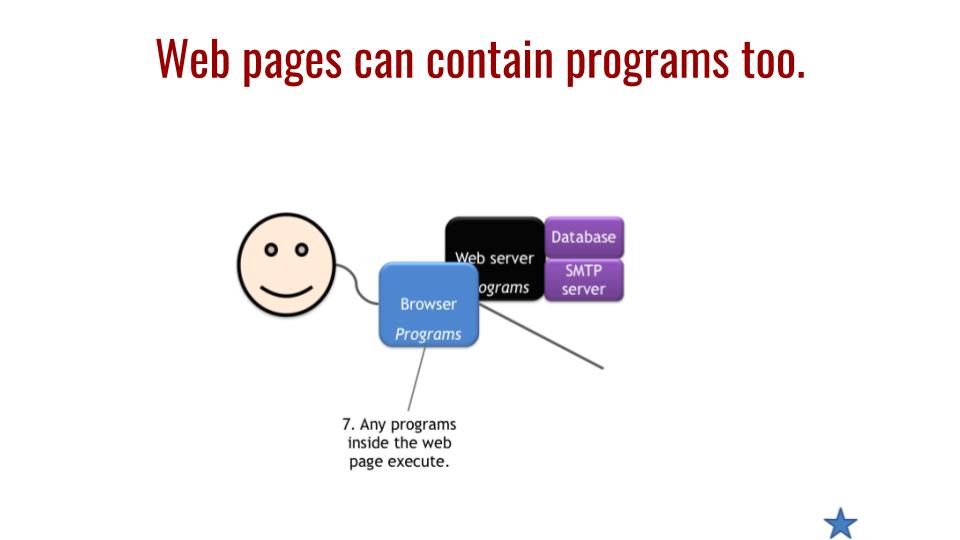 Web pages can contain programs too.
Web server
ograms
Database
SMTP
server
Browser
Programs
7. Any programs
inside the web
page execute.